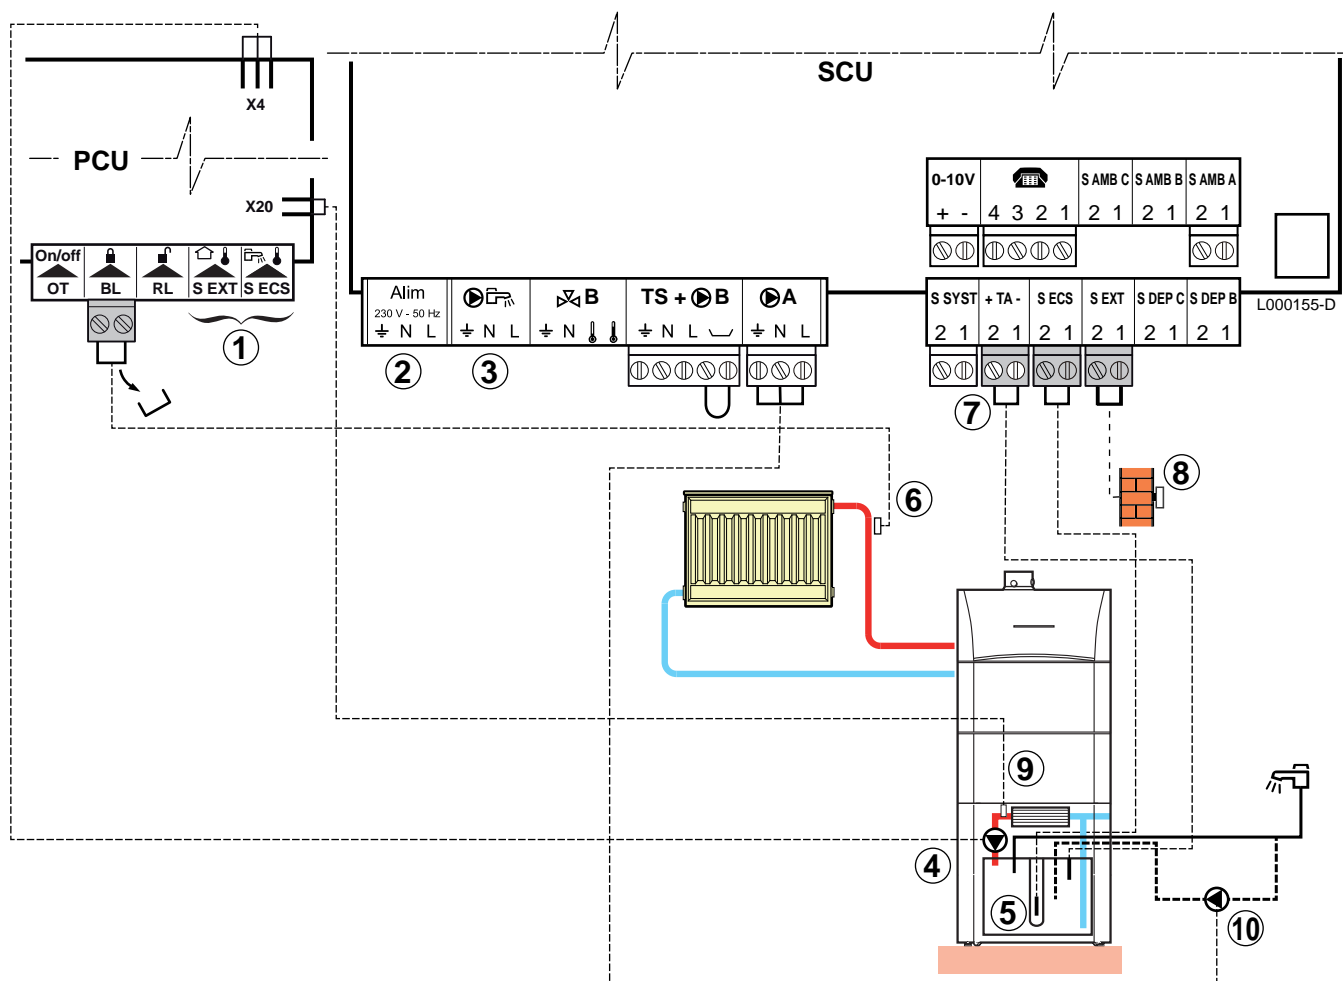 SCU
X4
PCU
X20
On/off
OT BL RL S EXT S ECS
1
Alim
230 V - 50 Hz
N L
2
N L
3
B
N
TS + B
N L
A
N L
0-10V S AMB C S AMB B S AMB A
+ - 4 3 2 1 2 1 2 1 2 1
L000155-D
S SYST + TA - S ECS S EXT S DEP C S DEP B
2 1 2 1 2 1 2 1 2 1 2 1
7
8
6
9
4
5
10